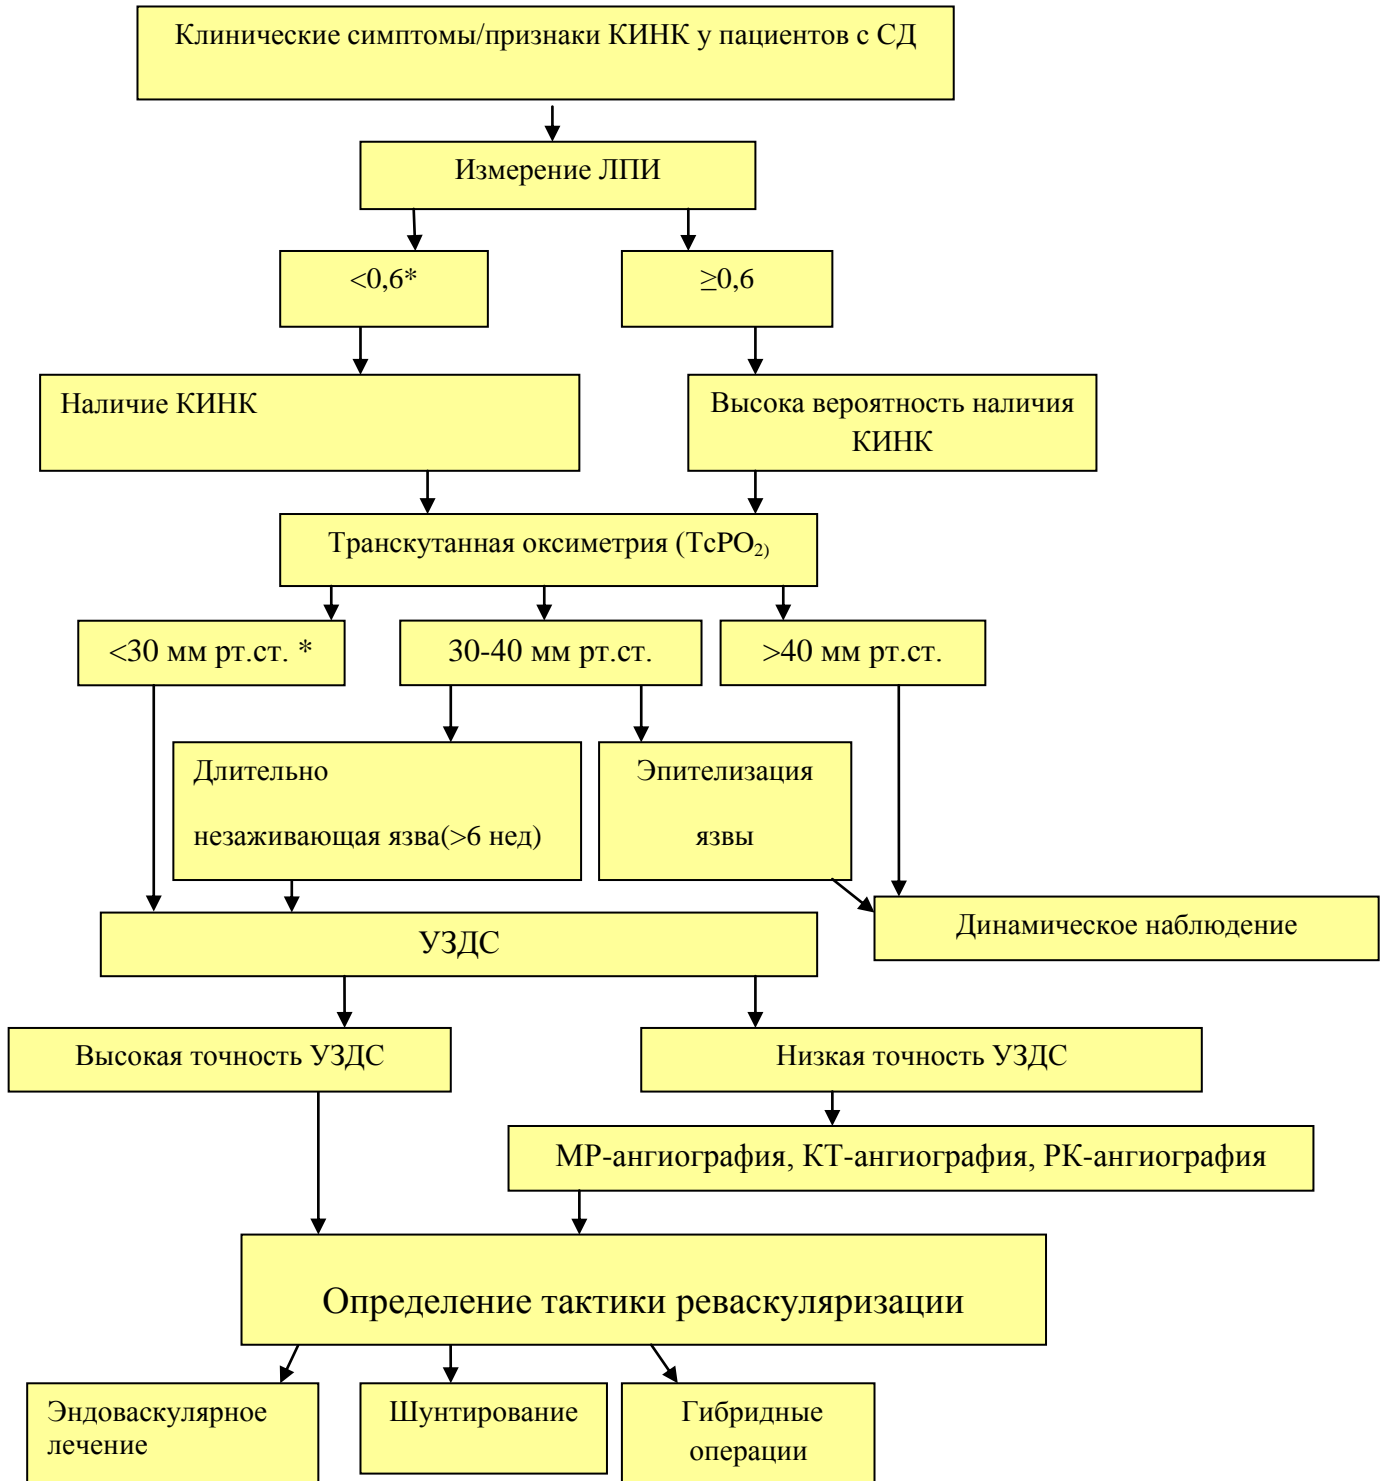 Клинические симптомы/признаки КИНК у пациентов с СД
Измерение ЛПИ
<0,6*
≥0,6
Наличие КИНК
Высока вероятность наличия
КИНК
Транскутанная оксиметрия (TcPO₂₎
<30 мм рт.ст. *
30-40 мм рт.ст.
>40 мм рт.ст.
Длительно
незаживающая язва(>6 нед)
Эпителизация
язвы
Динамическое наблюдение
УЗДС
Высокая точность УЗДС
Низкая точность УЗДС
МР-ангиография, КТ-ангиография, РК-ангиография
Определение тактики реваскуляризации
Эндоваскулярное
лечение
Шунтирование
Гибридные
операции